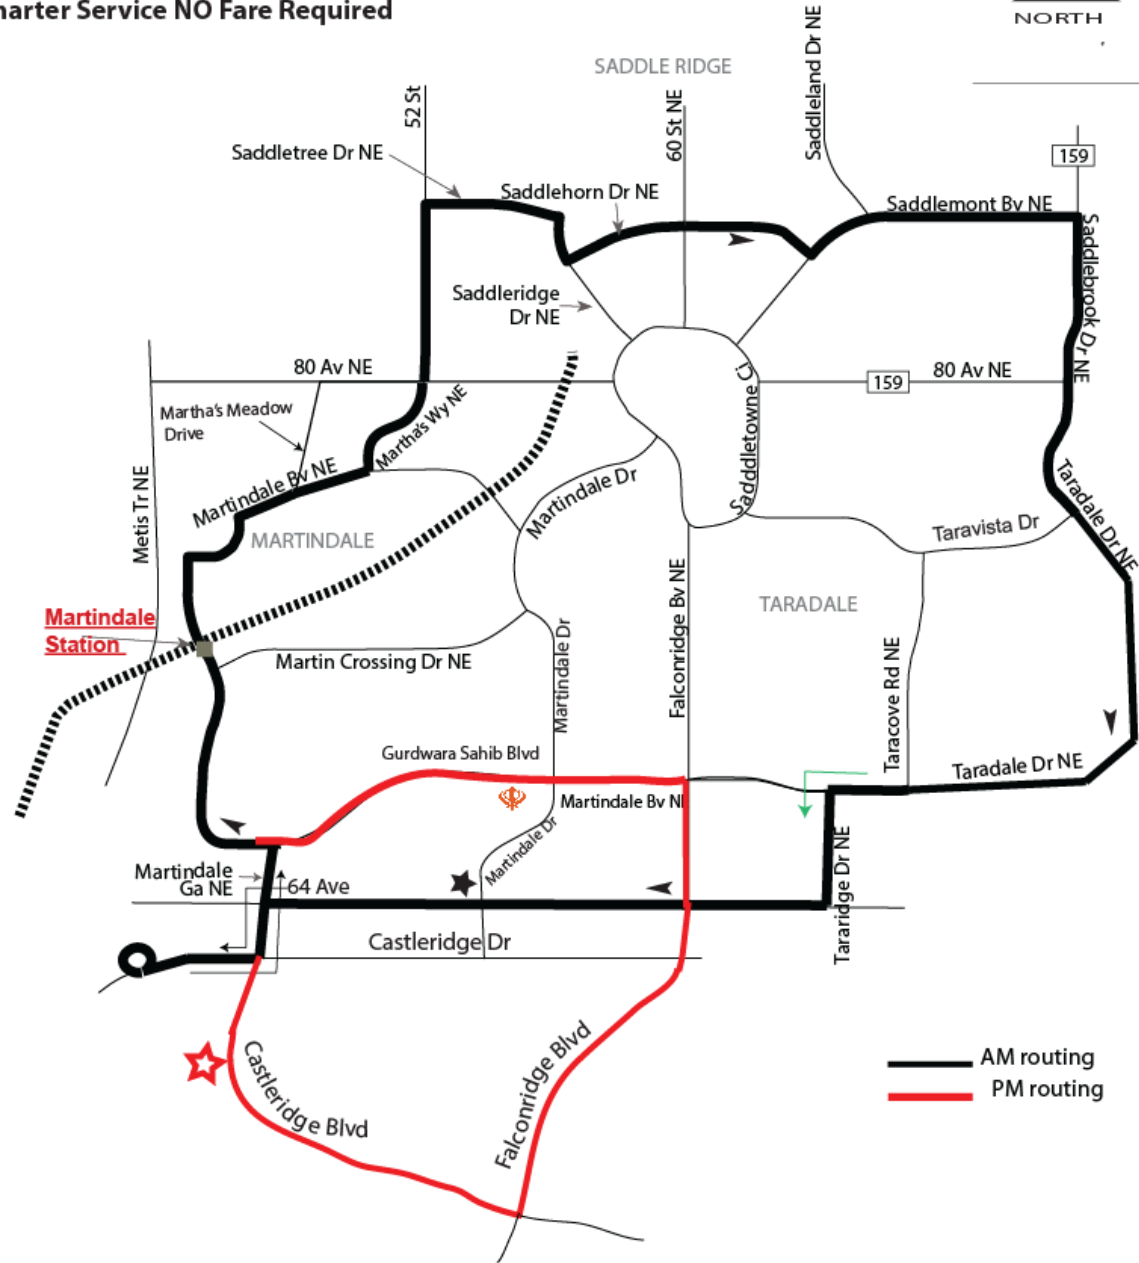 harter Service NO Fare Required
NORTH
SADDLE RIDGE
Saddleland Dr NE
52 St
60 St NE
Saddletree Dr NE
159
Saddlehorn Dr NE
Saddlemont Bv NE
Saddlebrook Dr NE
Saddleridge
Dr NE
80 Av NE
159
80 Av NE
Martha's Meadow
Drive
Martha's Wy NE
Sadddletowne Ci
Metis Tr NE
Martindale Bv NE
Martindale Dr
Taradale Dr NE
Taravista Dr
MARTINDALE
TARADALE
Falconridge Bv NE
Martindale
Station
Martin Crossing Dr NE
Martindale Dr
Taracove Rd NE
Gurdwara Sahib Blvd
Taradale Dr NE
Martindale Bv NE
Martindale Dr
Tararidge Dr NE
Martindale
Ga NE
64 Ave
Castleridge Dr
Castleridge Blvd
Falconridge Blvd
AM routing
PM routing